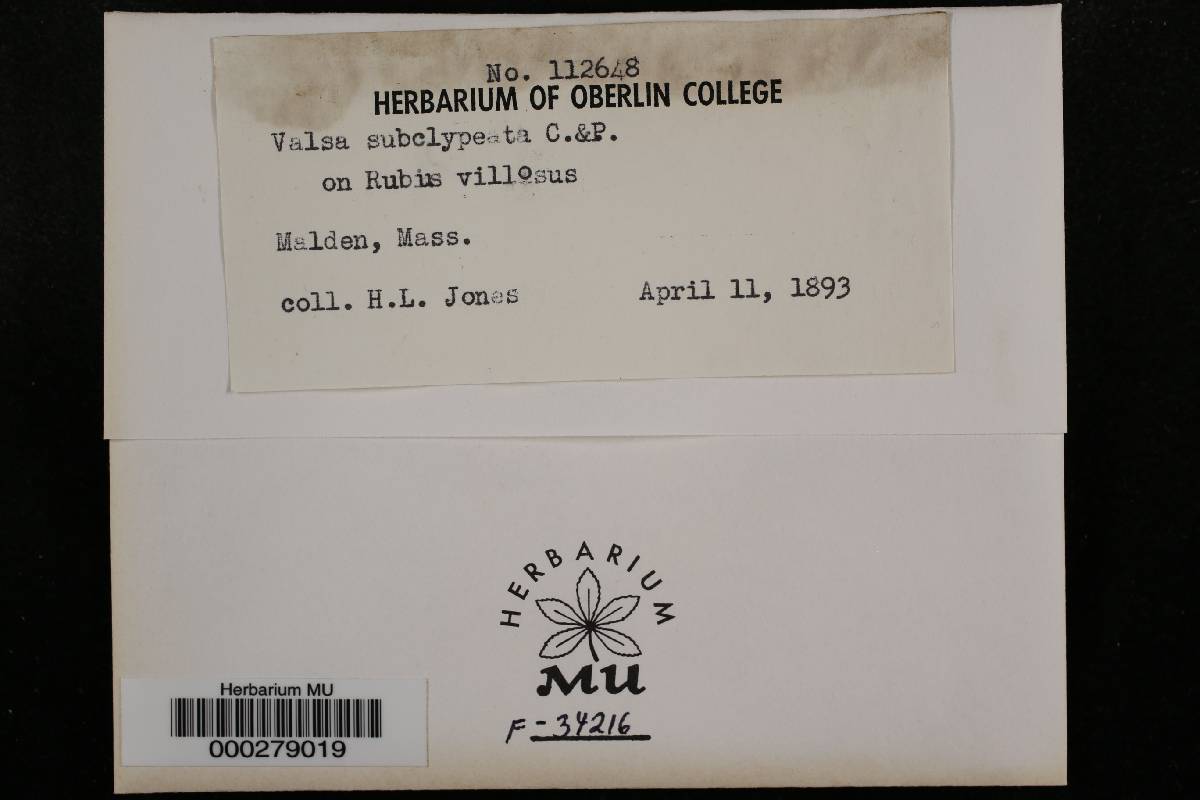 No. 112648
HERBARIUM OF OBERLIN COLLEGE
Valsa subclypeata C.&P.
on Rubus villosus
Malden, Mass.
coll. H.L. Jones April 11, 1893
HERBARIUM
MU
F-34216
Herbarium MU
000279019